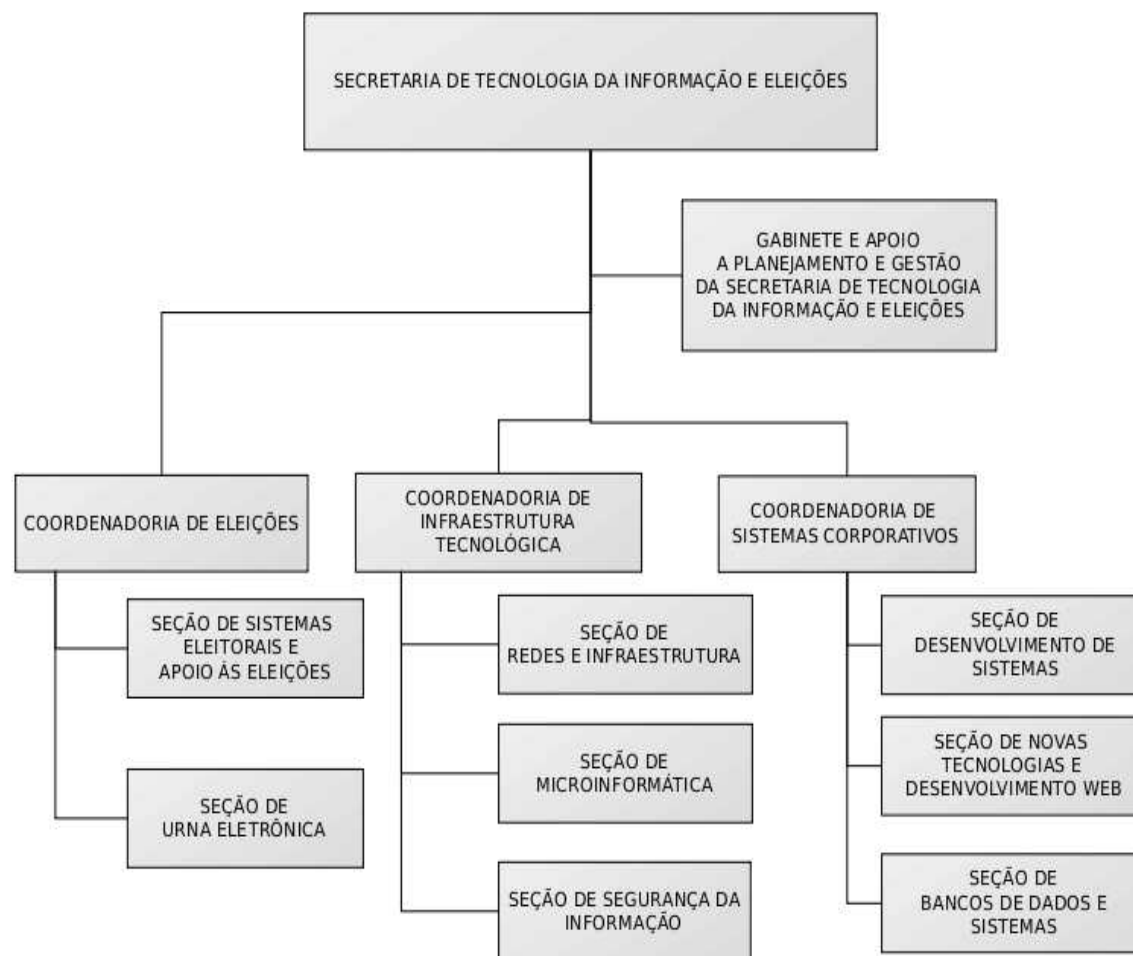 SECRETARIA DE TECNOLOGIA DA INFORMAÇÃO E ELEIÇÕES
GABINETE E APOIO
A PLANEJAMENTO E GESTÃO
DA SECRETARIA DE TECNOLOGIA
DA INFORMAÇÃO E ELEIÇÕES
COORDENADORIA DE ELEIÇÕES
SEÇÃO DE SISTEMAS
ELEITORAIS E
APOIO ÀS ELEIÇÕES
SEÇÃO DE
URNA ELETRÔNICA
COORDENADORIA DE
INFRAESTRUTURA
TECNOLÓGICA
SEÇÃO DE
REDES E INFRAESTRUTURA
SEÇÃO DE
MICROINFORMÁTICA
SEÇÃO DE SEGURANÇA DA
INFORMAÇÃO
COORDENADORIA DE
SISTEMAS CORPORATIVOS
SEÇÃO DE
DESENVOLVIMENTO DE
SISTEMAS
SEÇÃO DE NOVAS
TECNOLOGIAS E
DESENVOLVIMENTO WEB
SEÇÃO DE
BANCOS DE DADOS E
SISTEMAS